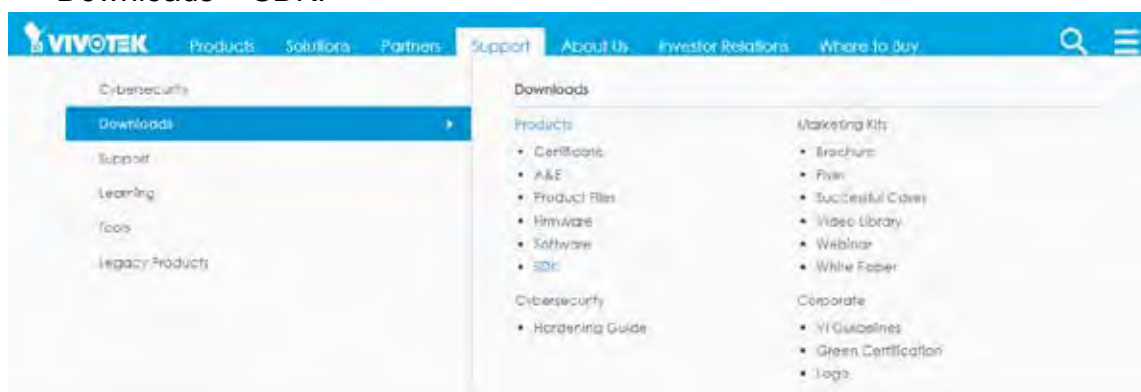 Downloads > SDK.
VIVOTEK Products Solutions Partners Support About Us Investor Relations Where to Buy
Cybersecurity
Downloads
Support
Learning
Tools
Legacy Products
Downloads
Products
• Certificate
• A&E
• Product Files
• Firmware
• Software
• SDK
Cybersecurity
• Hardening Guide
Marketing Kits
• Brochure
• Flyer
• Successful Cases
• Video Library
• Webinar
• White Paper
Corporate
• VI Guidelines
• Green Certification
• Logo